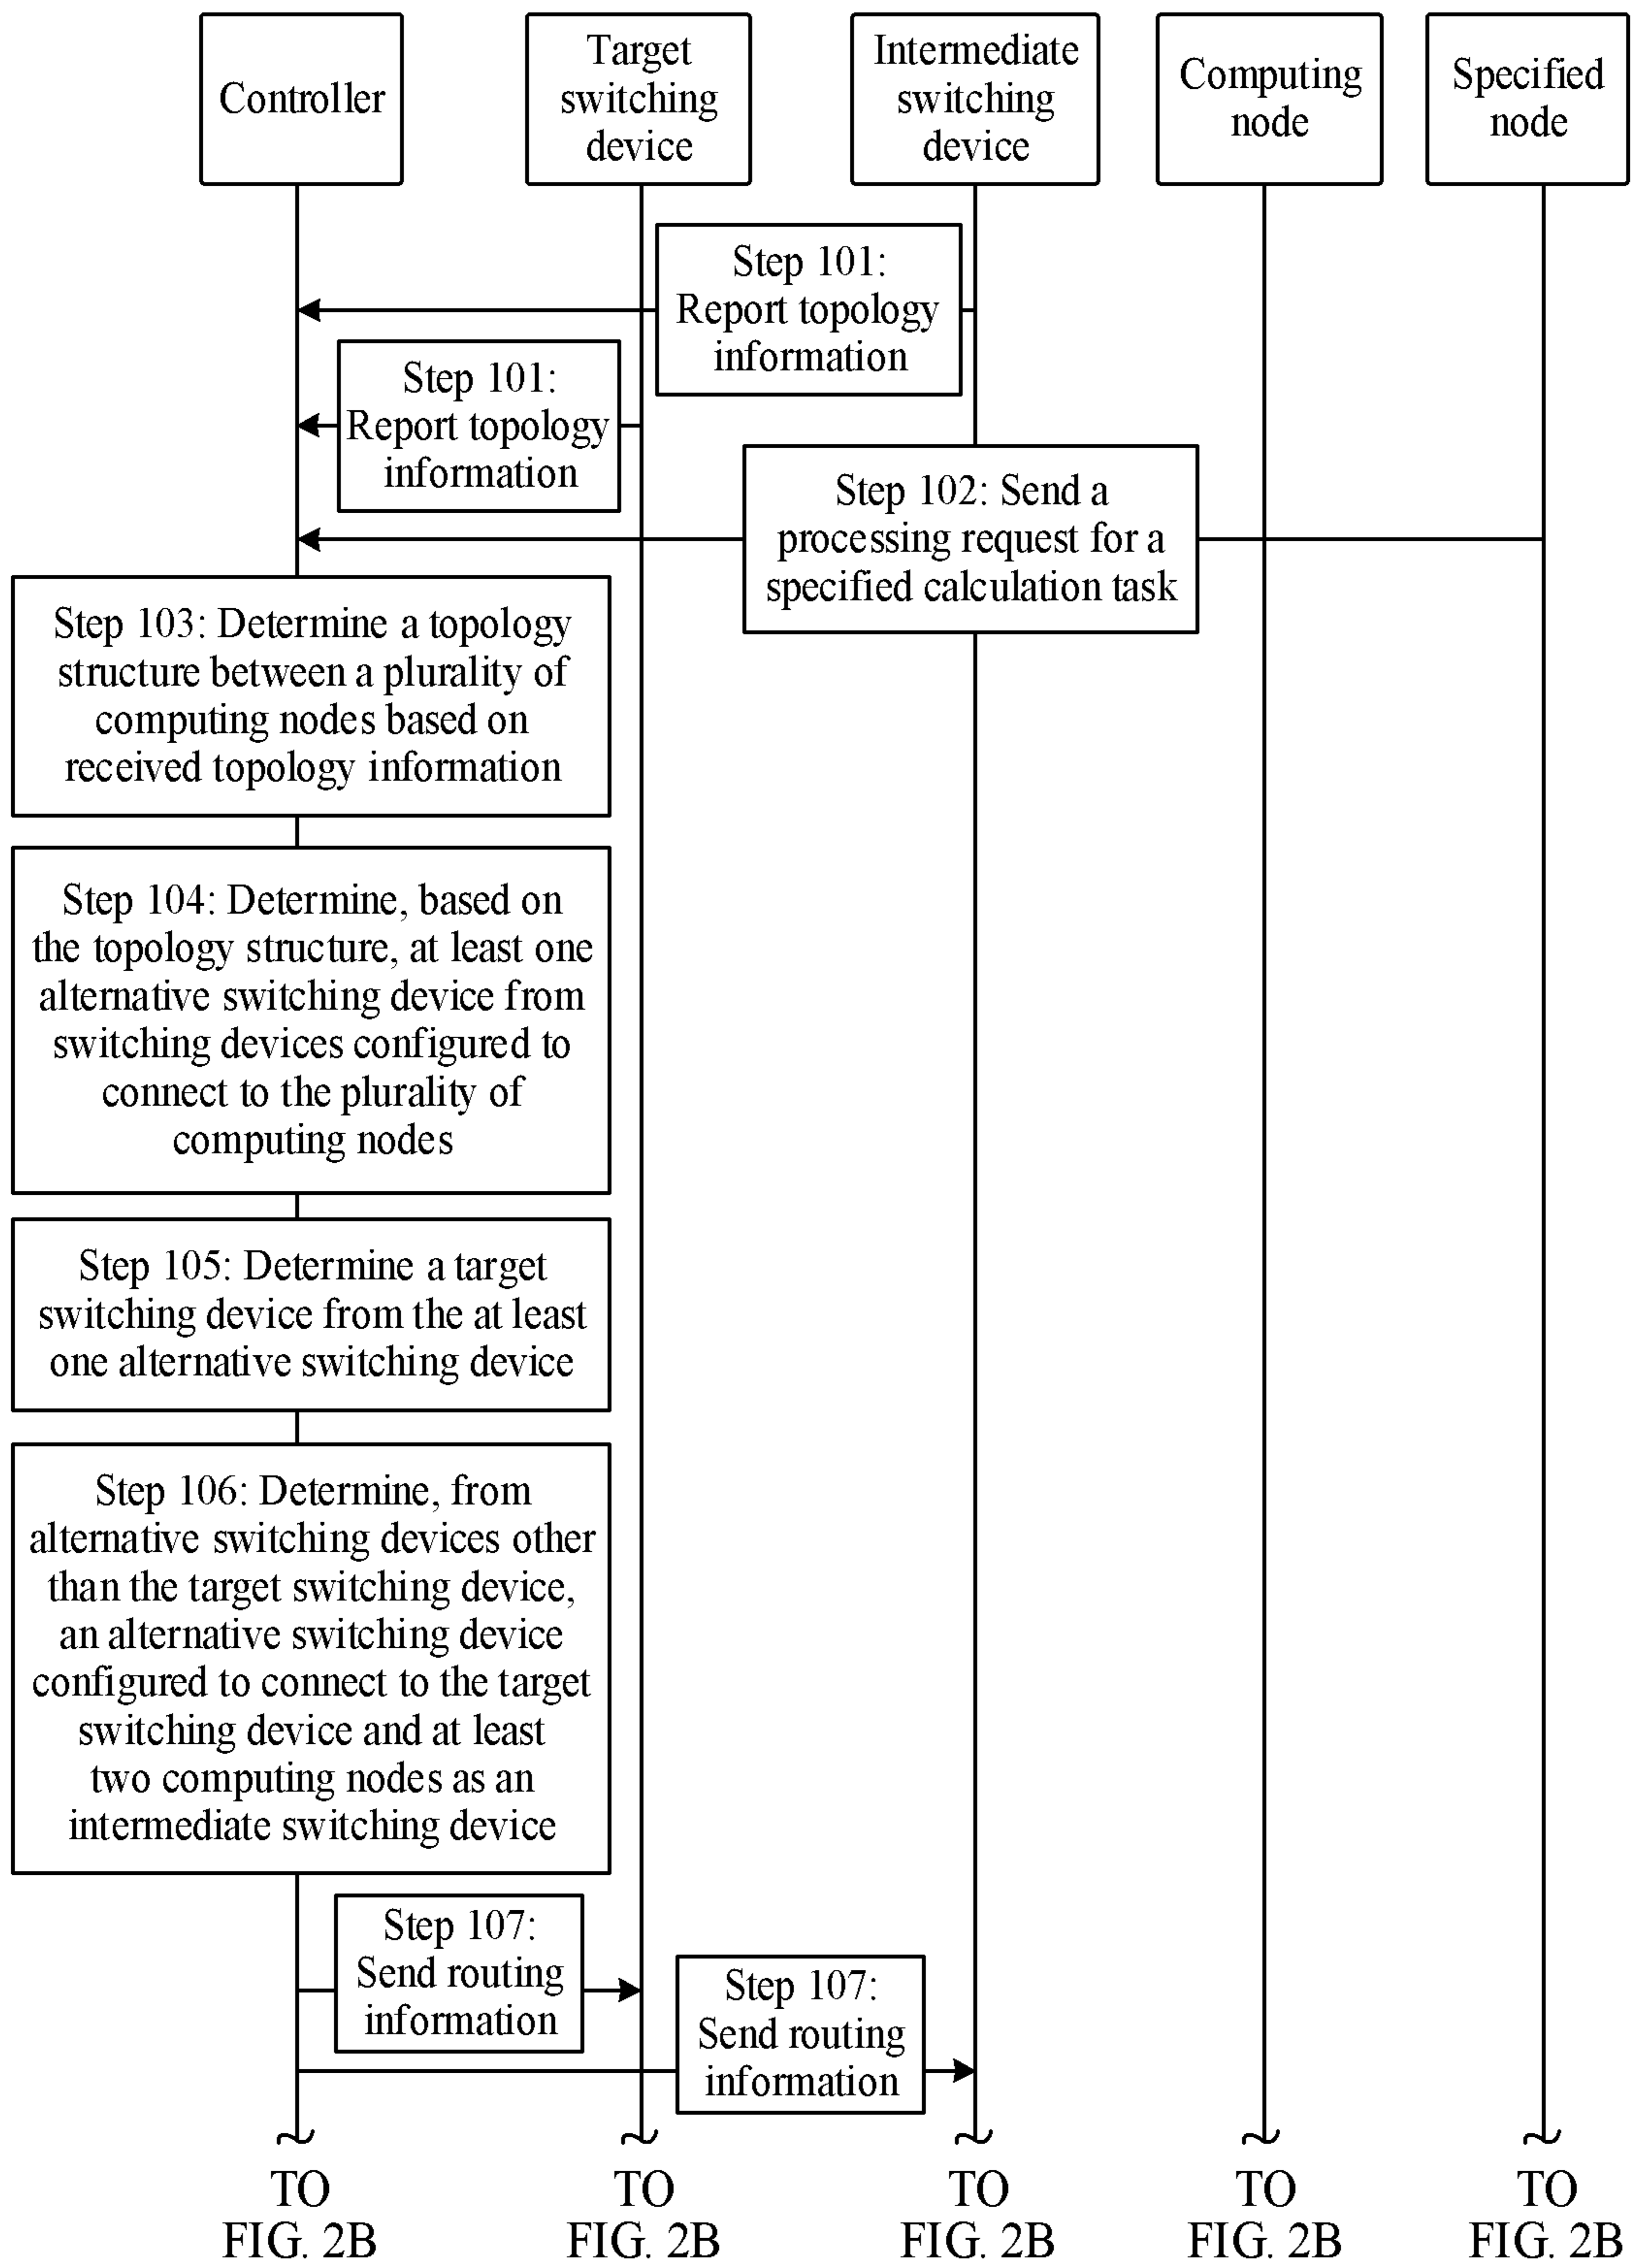 Controller
Target
switching
device
Intermediate
switching
device
Computing
node
Specified
node
Step 101:
Report topology
information
Step 101:
Report topology
information
Step 102: Send a
processing request for a
specified calculation task
Step 103: Determine a topology
structure between a plurality of
computing nodes based on
received topology information
Step 104: Determine, based on
the topology structure, at least one
alternative switching device from
switching devices configured to
connect to the plurality of
computing nodes
Step 105: Determine a target
switching device from the at least
one alternative switching device
Step 106: Determine, from
alternative switching devices other
than the target switching device,
an alternative switching device
configured to connect to the target
switching device and at least
two computing nodes as an
intermediate switching device
Step 107:
Send routing
information
Step 107:
Send routing
information
TO
FIG. 2B
TO
FIG. 2B
TO
FIG. 2B
TO
FIG. 2B
TO
FIG. 2B